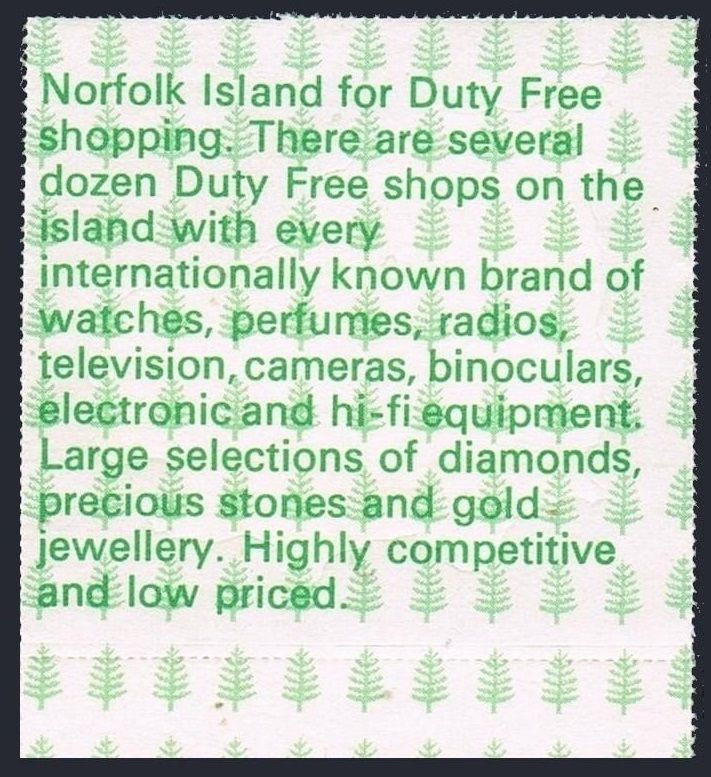 Norfolk Island for Duty Free
shopping. There are several
dozen Duty Free shops on the
island with every
internationally known brand of
watches, perfumes, radios,
television, cameras, binoculars,
electronic and hi-fi equipment.
Large selections of diamonds,
precious stones and gold
jewellery. Highly competitive
and low priced.